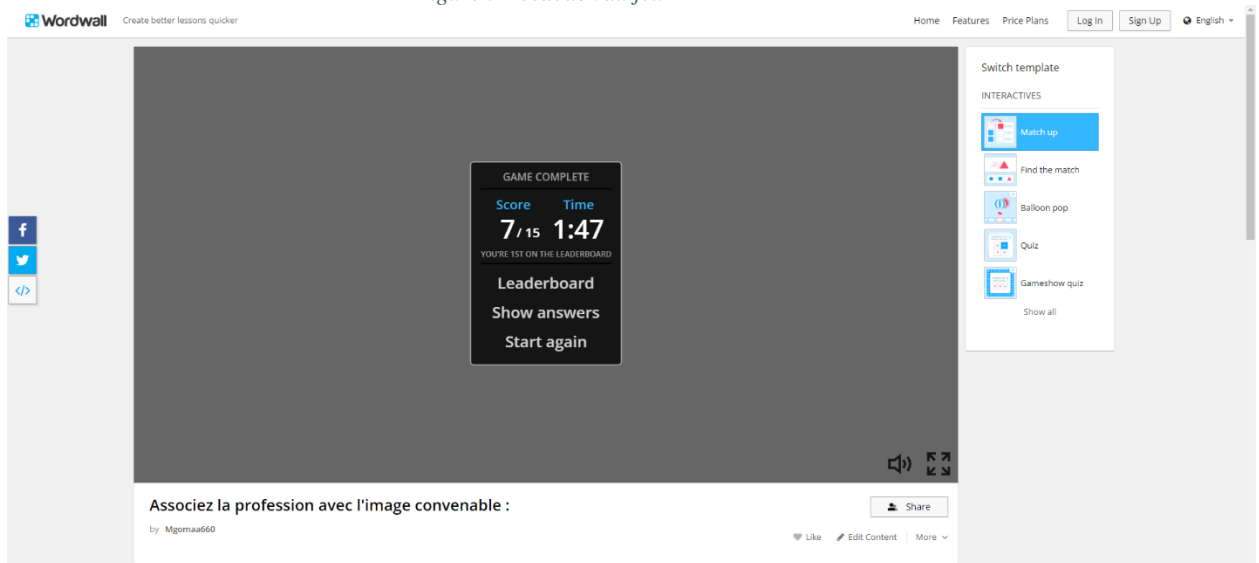 Wordwall Create better lessons quicker Home Features Price Plans Log In Sign Up English
Switch template
INTERACTIVES
Match up
Find the match
Balloon pop
Quiz
Gameshow quiz
Show all
GAME COMPLETE
Score Time
7/ 15 1:47
YOU'RE 1ST ON THE LEADERBOARD
Leaderboard
Show answers
Start again
f
</>
Associez la profession avec l'image convenable :
Share
by Mgomaa660
Like Edit Content More